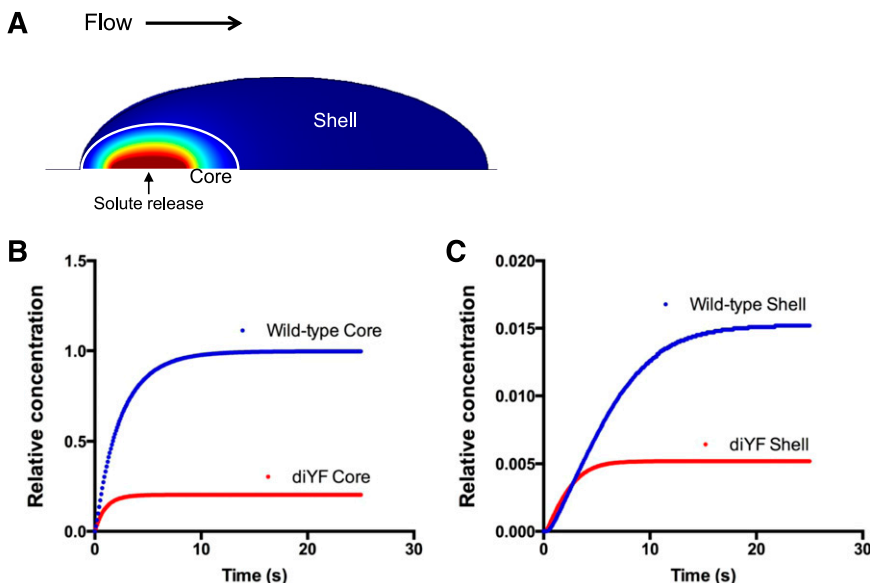 A
Flow
Shell
Core
Solute release
B
1.5
1.0
0.5
0.0
Relative concentration
Wild-type Core
diYF Core
0
10
20
30
Time (s)
C
0.020
0.015
0.010
0.005
0.000
Relative concentration
Wild-type Shell
diYF Shell
0
10
20
30
Time (s)